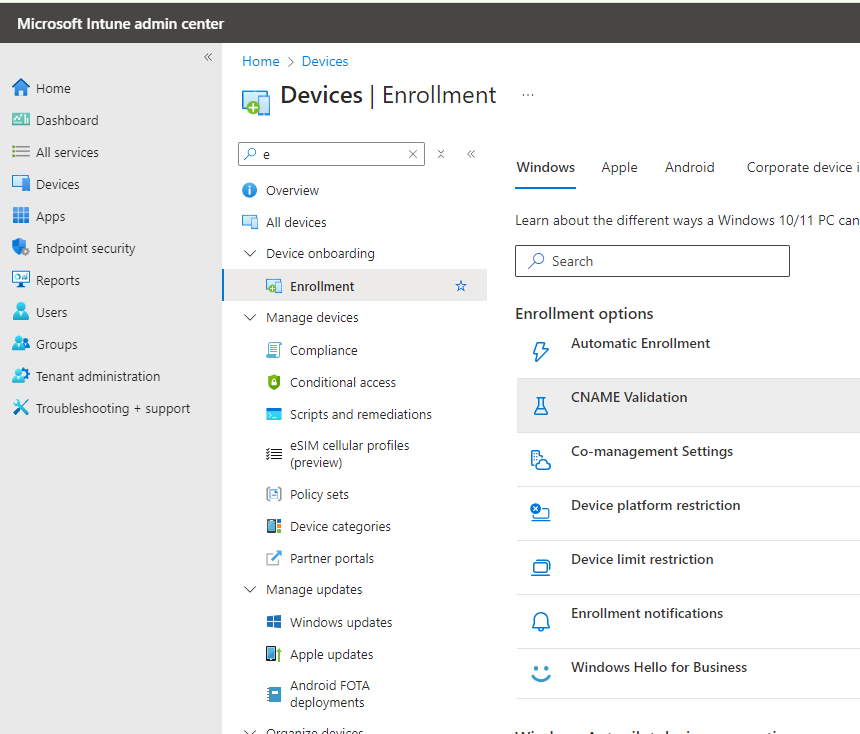 Microsoft Intune admin center
«
Home
Dashboard
All services
Devices
Apps
Endpoint security
Reports
Users
Groups
Tenant administration
Troubleshooting + support
Home > Devices
Devices | Enrollment ...
e
Overview
All devices
Device onboarding
Enrollment
Manage devices
Compliance
Conditional access
Scripts and remediations
eSIM cellular profiles
(preview)
Policy sets
Device categories
Partner portals
Manage updates
Windows updates
Apple updates
Android FOTA
deployments
Organize devices
Windows Apple Android Corporate device i
Learn about the different ways a Windows 10/11 PC can
Search
Enrollment options
Automatic Enrollment
CNAME Validation
Co-management Settings
Device platform restriction
Device limit restriction
Enrollment notifications
Windows Hello for Business